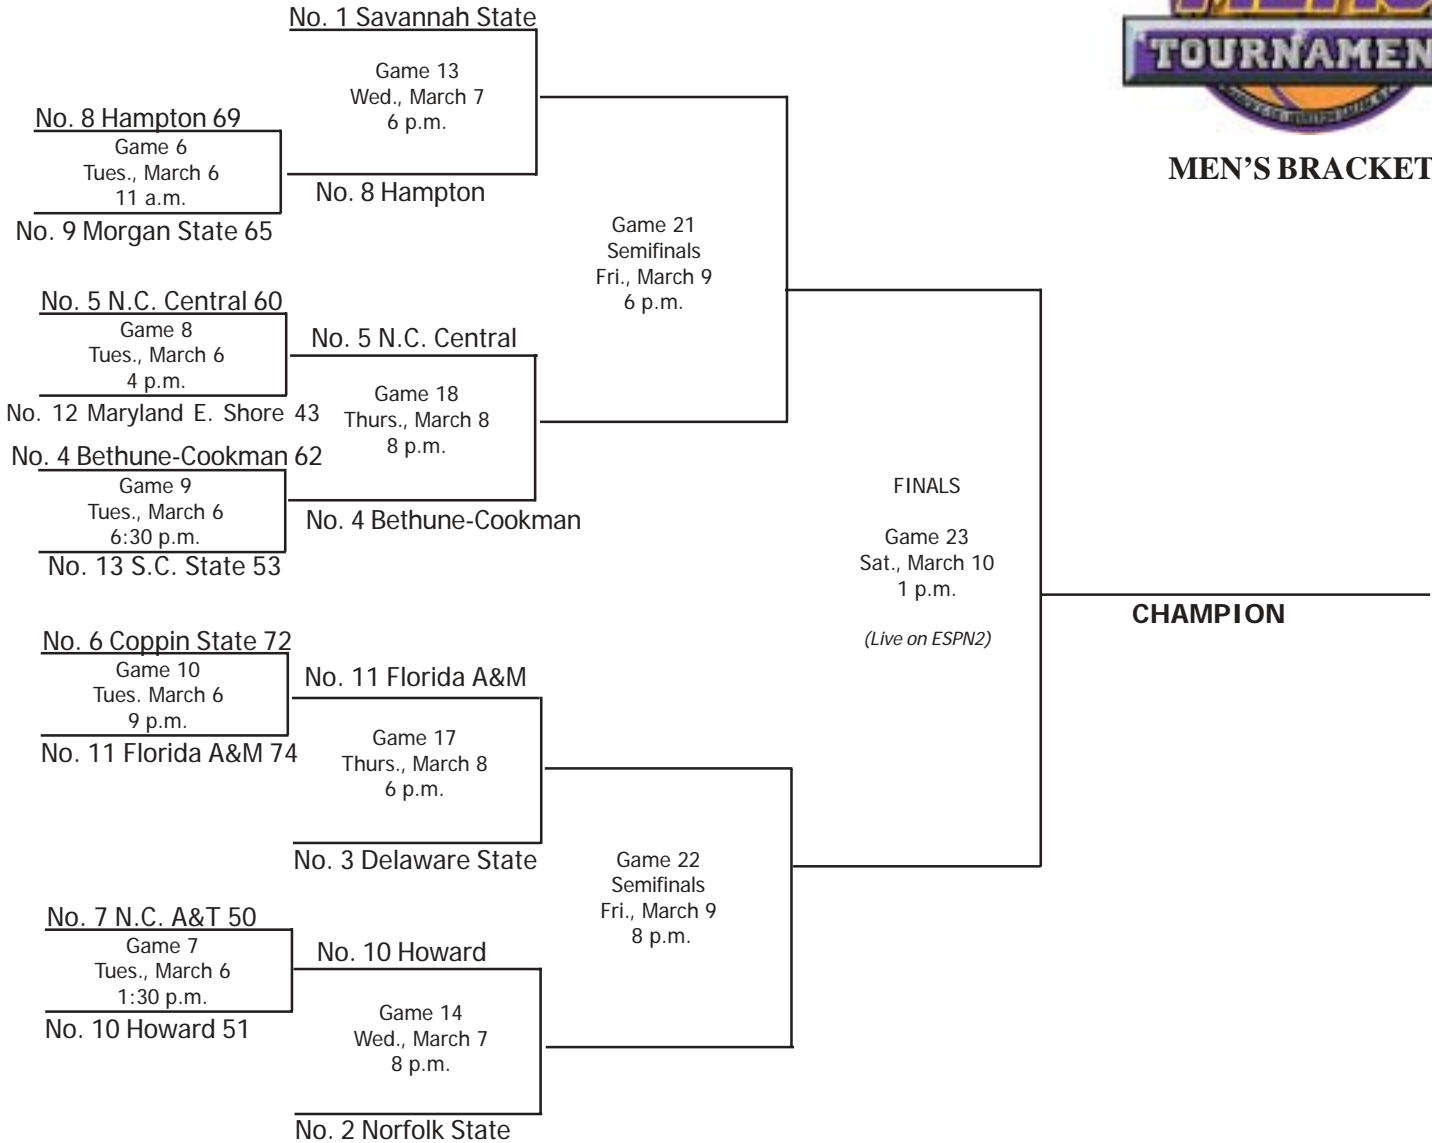 No. 1 Savannah State
Game 13
Wed., March 7
6 p.m.
No. 8 Hampton 69
Game 6
Tues., March 6
11 a.m.
No. 9 Morgan State 65
No. 8 Hampton
TOURNAMEN
MEN'S BRACKET
Game 21
Semifinals
Fri., March 9
6 p.m.
No. 5 N.C. Central 60
Game 8
Tues., March 6
4 p.m.
No. 12 Maryland E. Shore 43
No. 5 N.C. Central
Game 18
Thurs., March 8
8 p.m.
No. 4 Bethune-Cookman 62
Game 9
Tues., March 6
6:30 p.m.
No. 13 S.C. State 53
No. 4 Bethune-Cookman
FINALS
Game 23
Sat., March 10
1 p.m.
(Live on ESPN2)
CHAMPION
No. 6 Coppin State 72
Game 10
Tues. March 6
9 p.m.
No. 11 Florida A&M 74
No. 11 Florida A&M
Game 17
Thurs., March 8
6 p.m.
No. 3 Delaware State
Game 22
Semifinals
Fri., March 9
8 p.m.
No. 7 N.C. A&T 50
Game 7
Tues., March 6
1:30 p.m.
No. 10 Howard 51
No. 10 Howard
Game 14
Wed., March 7
8 p.m.
No. 2 Norfolk State